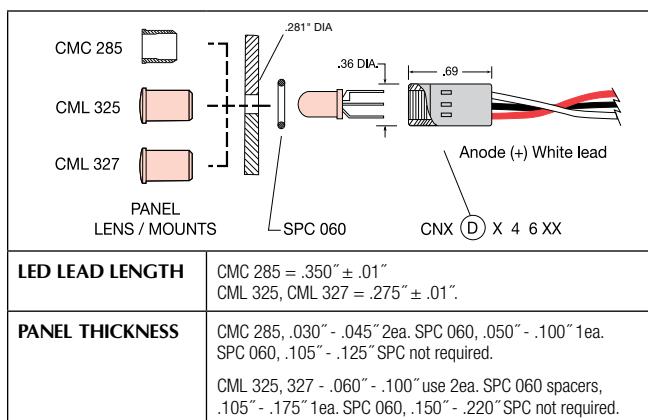 CMC 285
CML 325
CML 327
PANEL
LENS / MOUNTS
.281" DIA
SPC 060
.36 DIA.
.69
Anode (+) White lead
CNX D X 4 6 XX
LED LEAD LENGTH
CMC 285 = .350″ ± .01″
CML 325, CML 327 = .275″ ± .01″.
PANEL THICKNESS
CMC 285, .030″ - .045″ 2ea. SPC 060, .050″ - .100″ 1ea.
SPC 060, .105″ - .125″ SPC not required.
CML 325, 327 - .060″ - .100″ use 2ea. SPC 060 spacers,
.105″ - .175″ 1ea. SPC 060, .150″ - .220″ SPC not required.